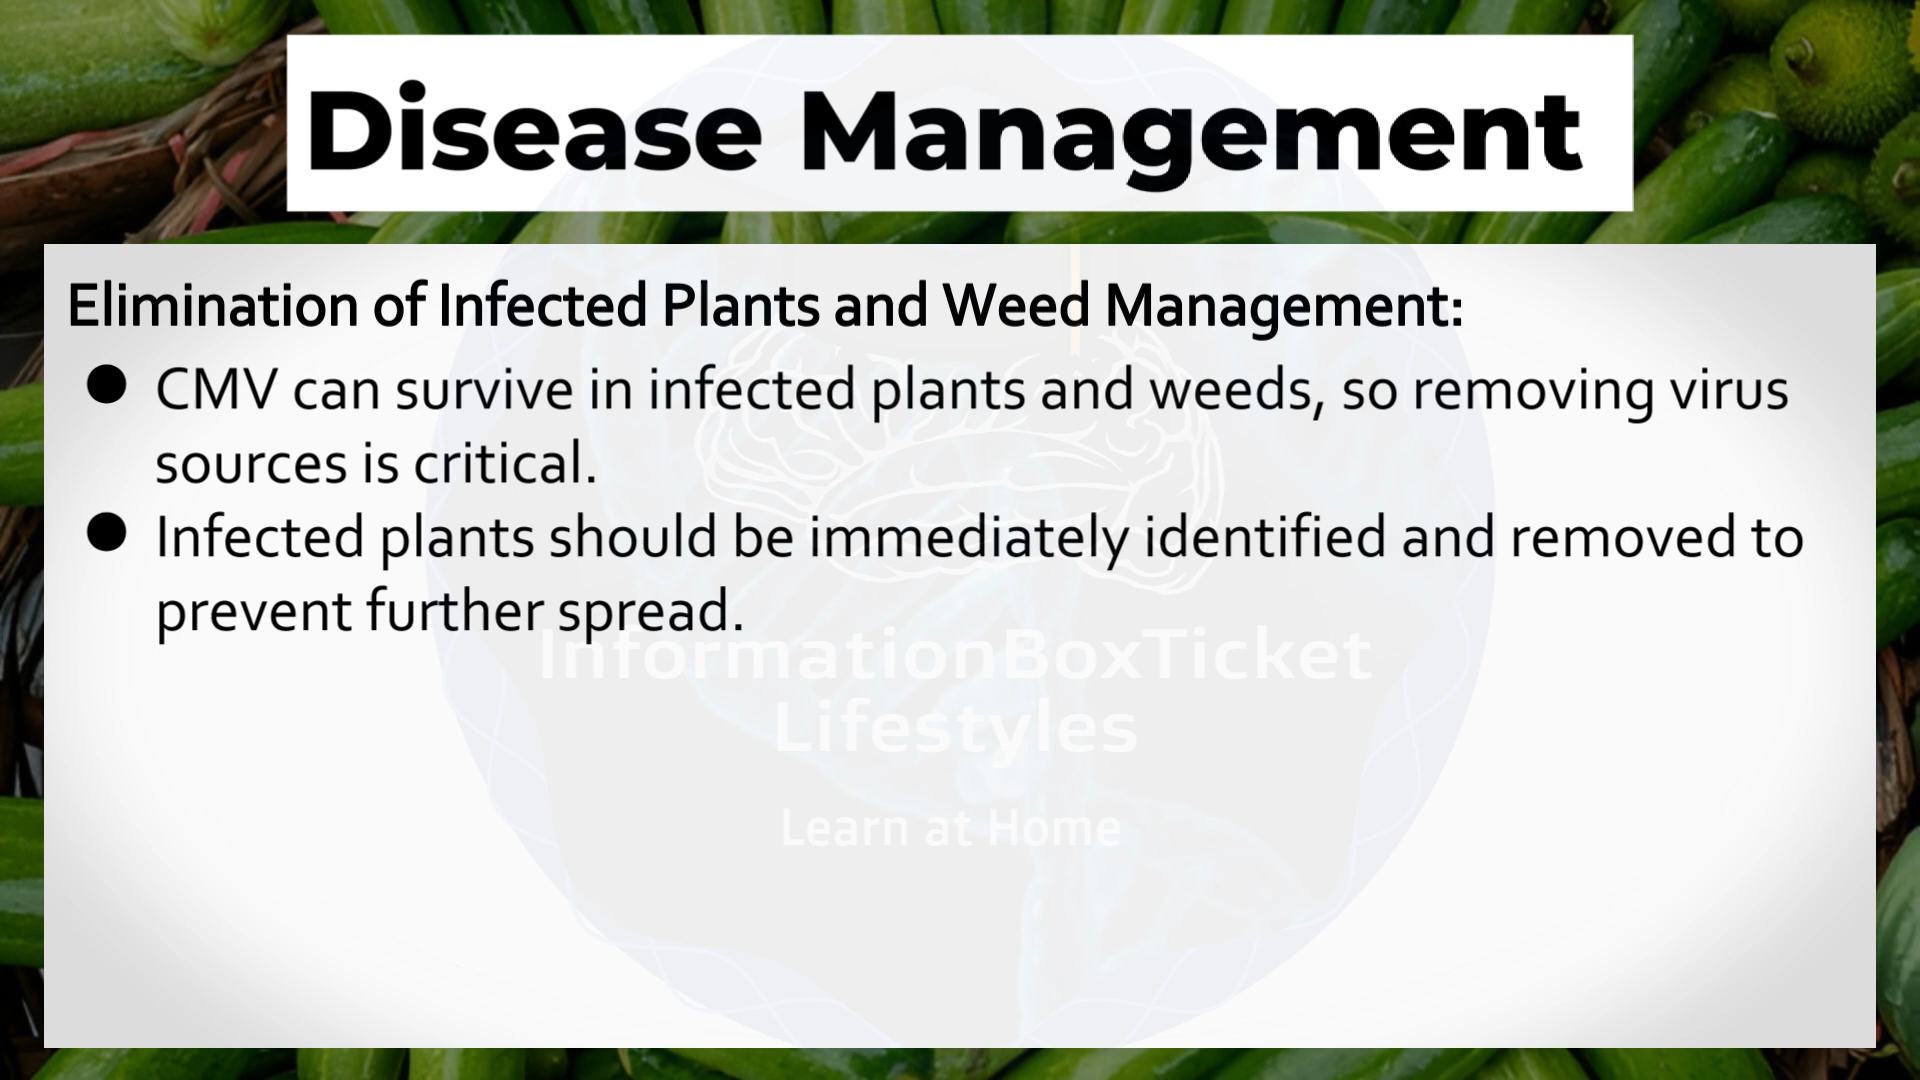 Disease Management
Elimination of Infected Plants and Weed Management:
● CMV can survive in infected plants and weeds, so removing virus
sources is critical.
● Infected plants should be immediately identified and removed to
prevent further spread.
InformationBoxTicket
Lifestyles
Learn at Home